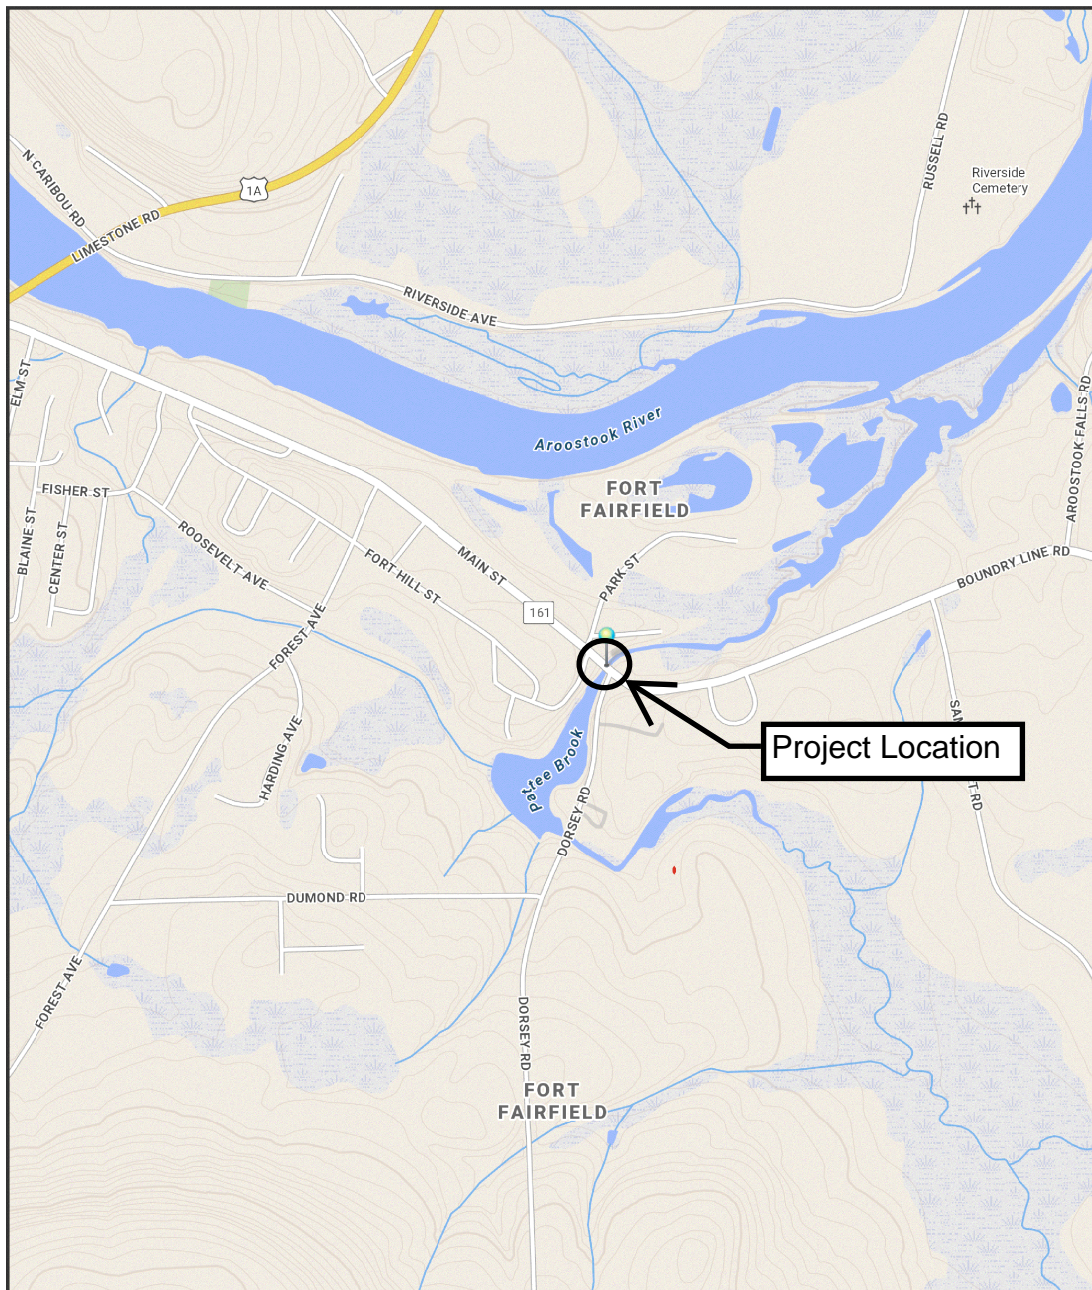 N CARIBOU RD
LIMESTONE RD
1A
RUSSELL RD
Riverside
Cemetery
RIVERSIDE AVE
ELM ST
Aroostook River
AROOSTOOK FALLS RD
FORT
FAIRFIELD
FISHER ST
BLAINE ST
CENTER ST
ROOSEVELT AVE
FORT HILL ST
MAIN ST
PARK ST
BOUNDRY LINE RD
161
FOREST AVE
HARDING AVE
Pattee Brook
Project Location
RD
DORSEY RD
DUMOND RD
FOREST AVE
DORSEY RD
FORT
FAIRFIELD